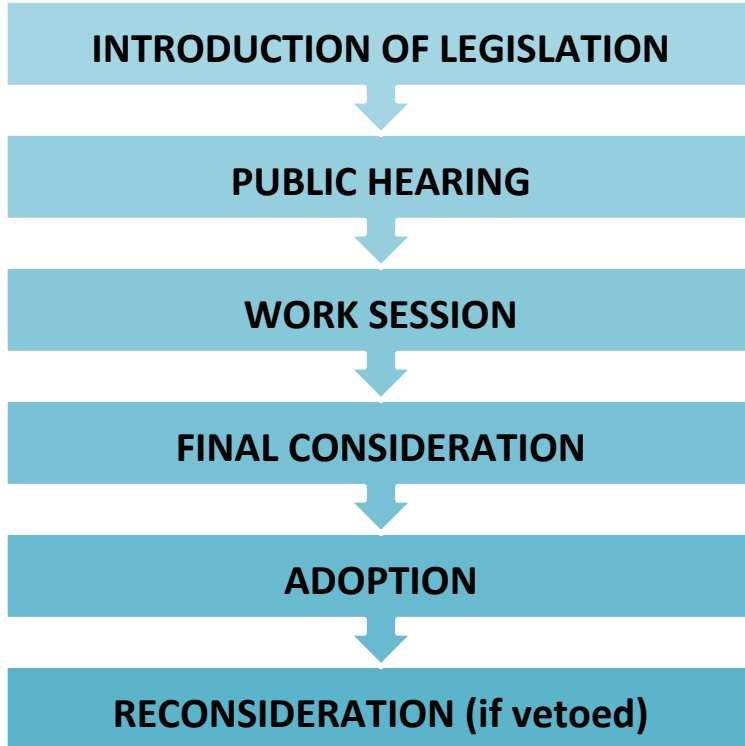 INTRODUCTION OF LEGISLATION
PUBLIC HEARING
WORK SESSION
FINAL CONSIDERATION
ADOPTION
RECONSIDERATION (if vetoed)